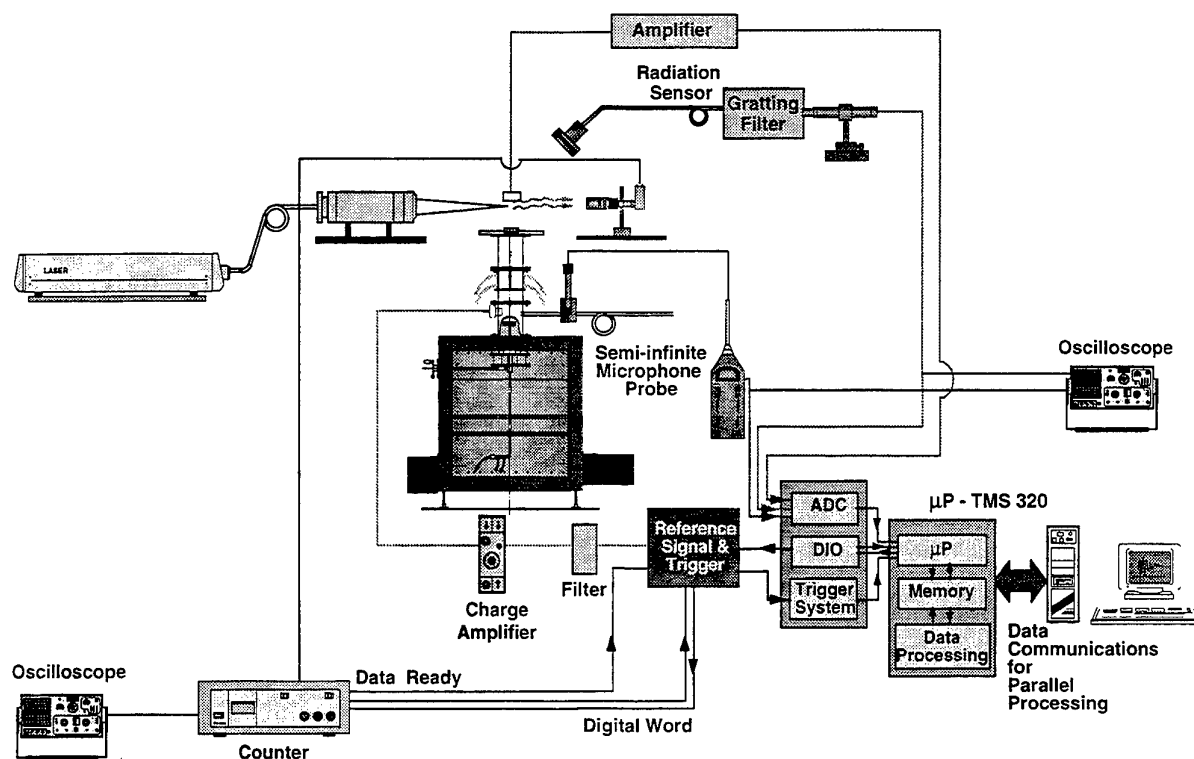 Amplifier
Radiation
Sensor
Gratting
Filter
LASER
Semi-infinite
Microphone
Probe
Oscilloscope
µP - TMS 320
ADC
Reference
Signal &
Trigger
DIO
µP
Filter
Trigger
System
Memory
Charge
Amplifier
Data
Processing
Data
Communications
for
Parallel
Processing
Oscilloscope
Data Ready
Digital Word
Counter